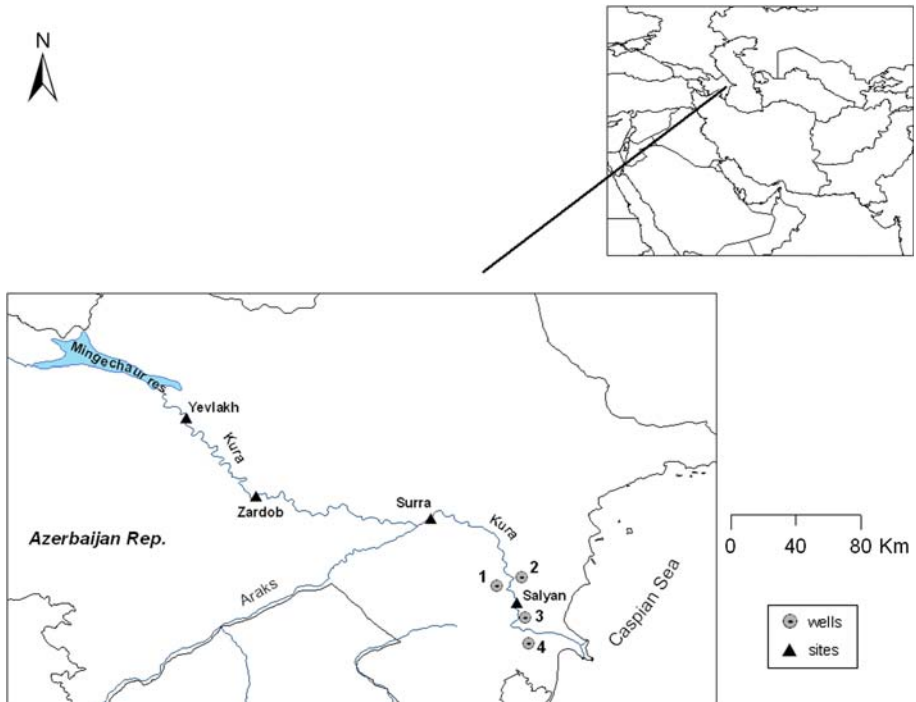 N
Mingechaur res.
Yevlakh
Kura
Zardob
Surra
Kura
Azerbaijan Rep.
Araks
1
2
Salyan
3
4
Caspian Sea
0 40 80 Km
wells
sites